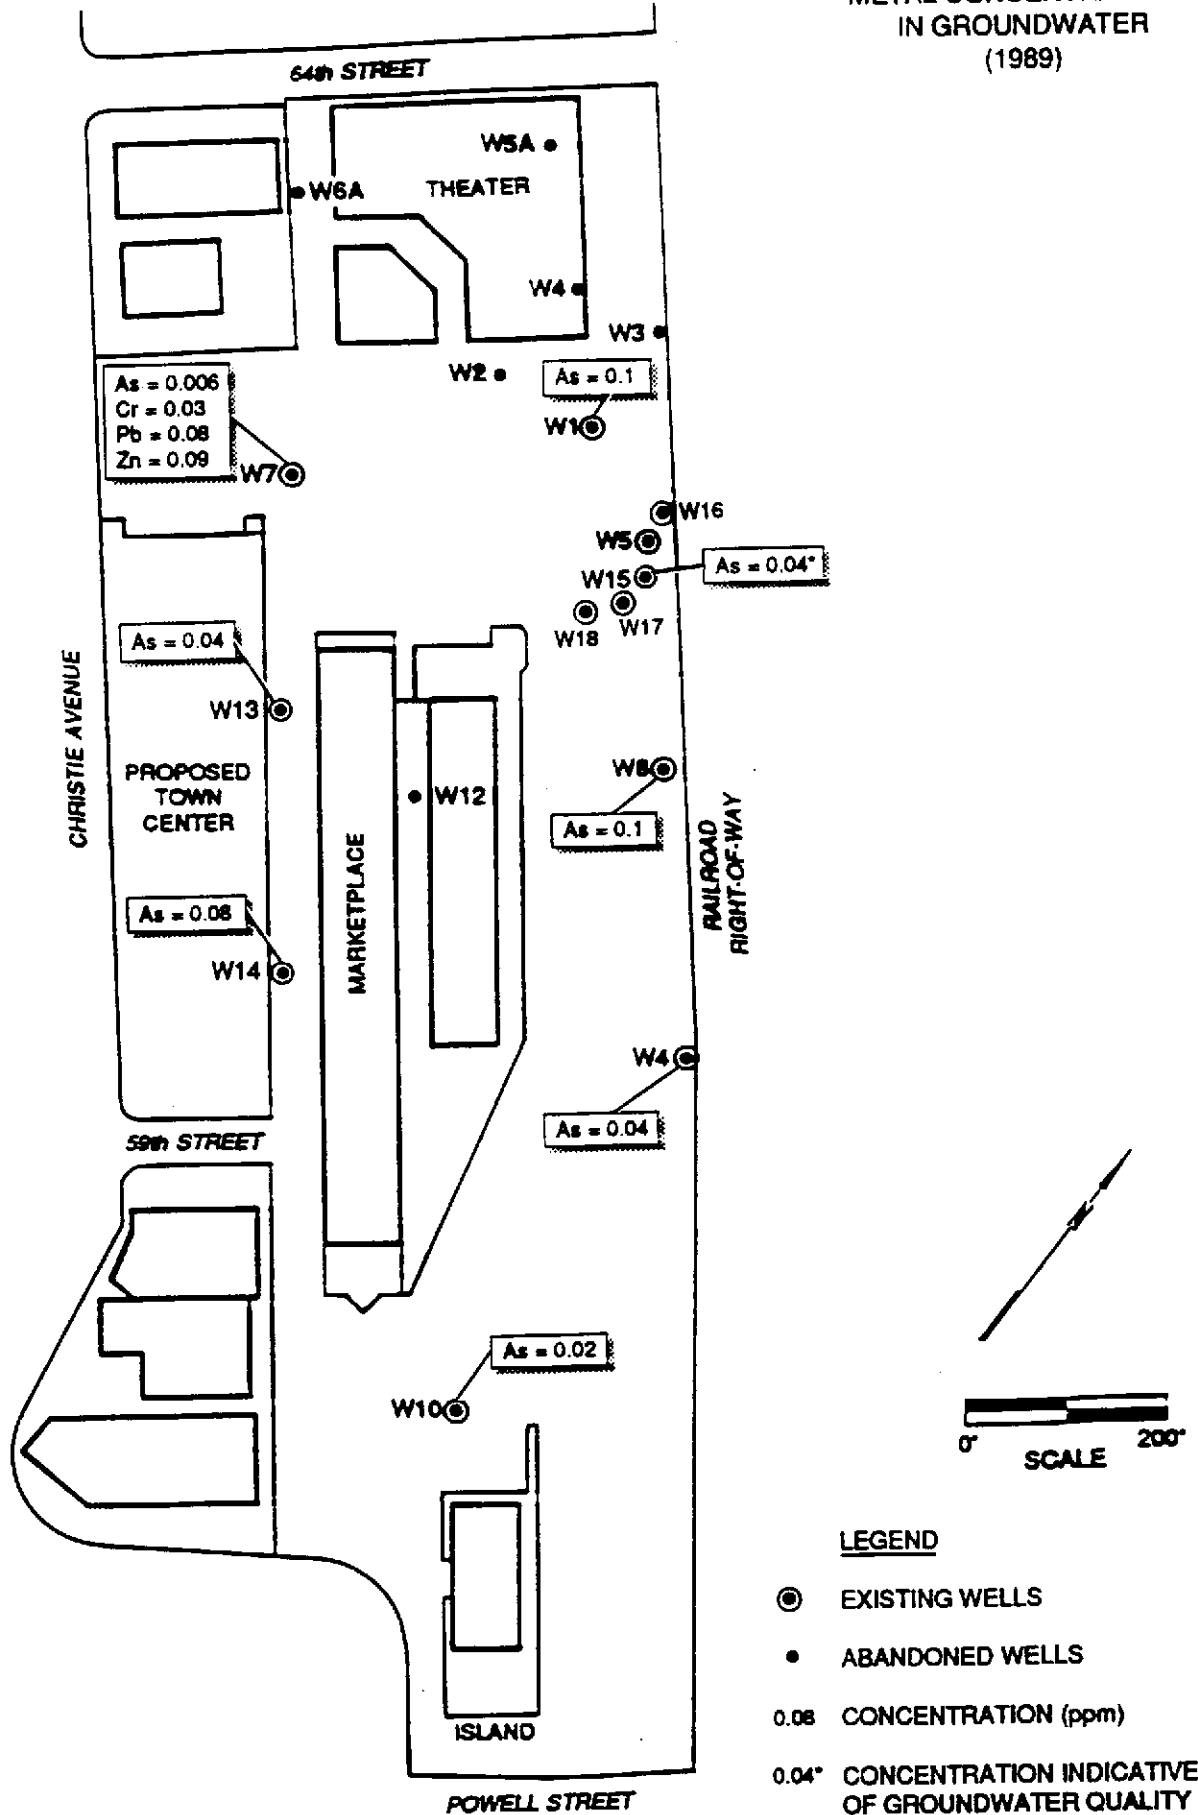 IN GROUNDWATER
(1989)
64th STREET
W5A
W6A
THEATER
W4
W3
W2
As = 0.1
As = 0.006
Cr = 0.03
Pb = 0.08
Zn = 0.09
W1
W7
W16
W5
As = 0.04*
W15
W17
W18
As = 0.04
W13
CHRISTIE AVENUE
PROPOSED
TOWN
CENTER
W12
W8
As = 0.1
MARKETPLACE
RAILROAD
RIGHT-OF-WAY
As = 0.08
W14
W4
As = 0.04
59th STREET
N
As = 0.02
W10
0'
200'
SCALE
LEGEND
EXISTING WELLS
ABANDONED WELLS
0.08 CONCENTRATION (ppm)
0.04* CONCENTRATION INDICATIVE
OF GROUNDWATER QUALITY
ISLAND
POWELL STREET